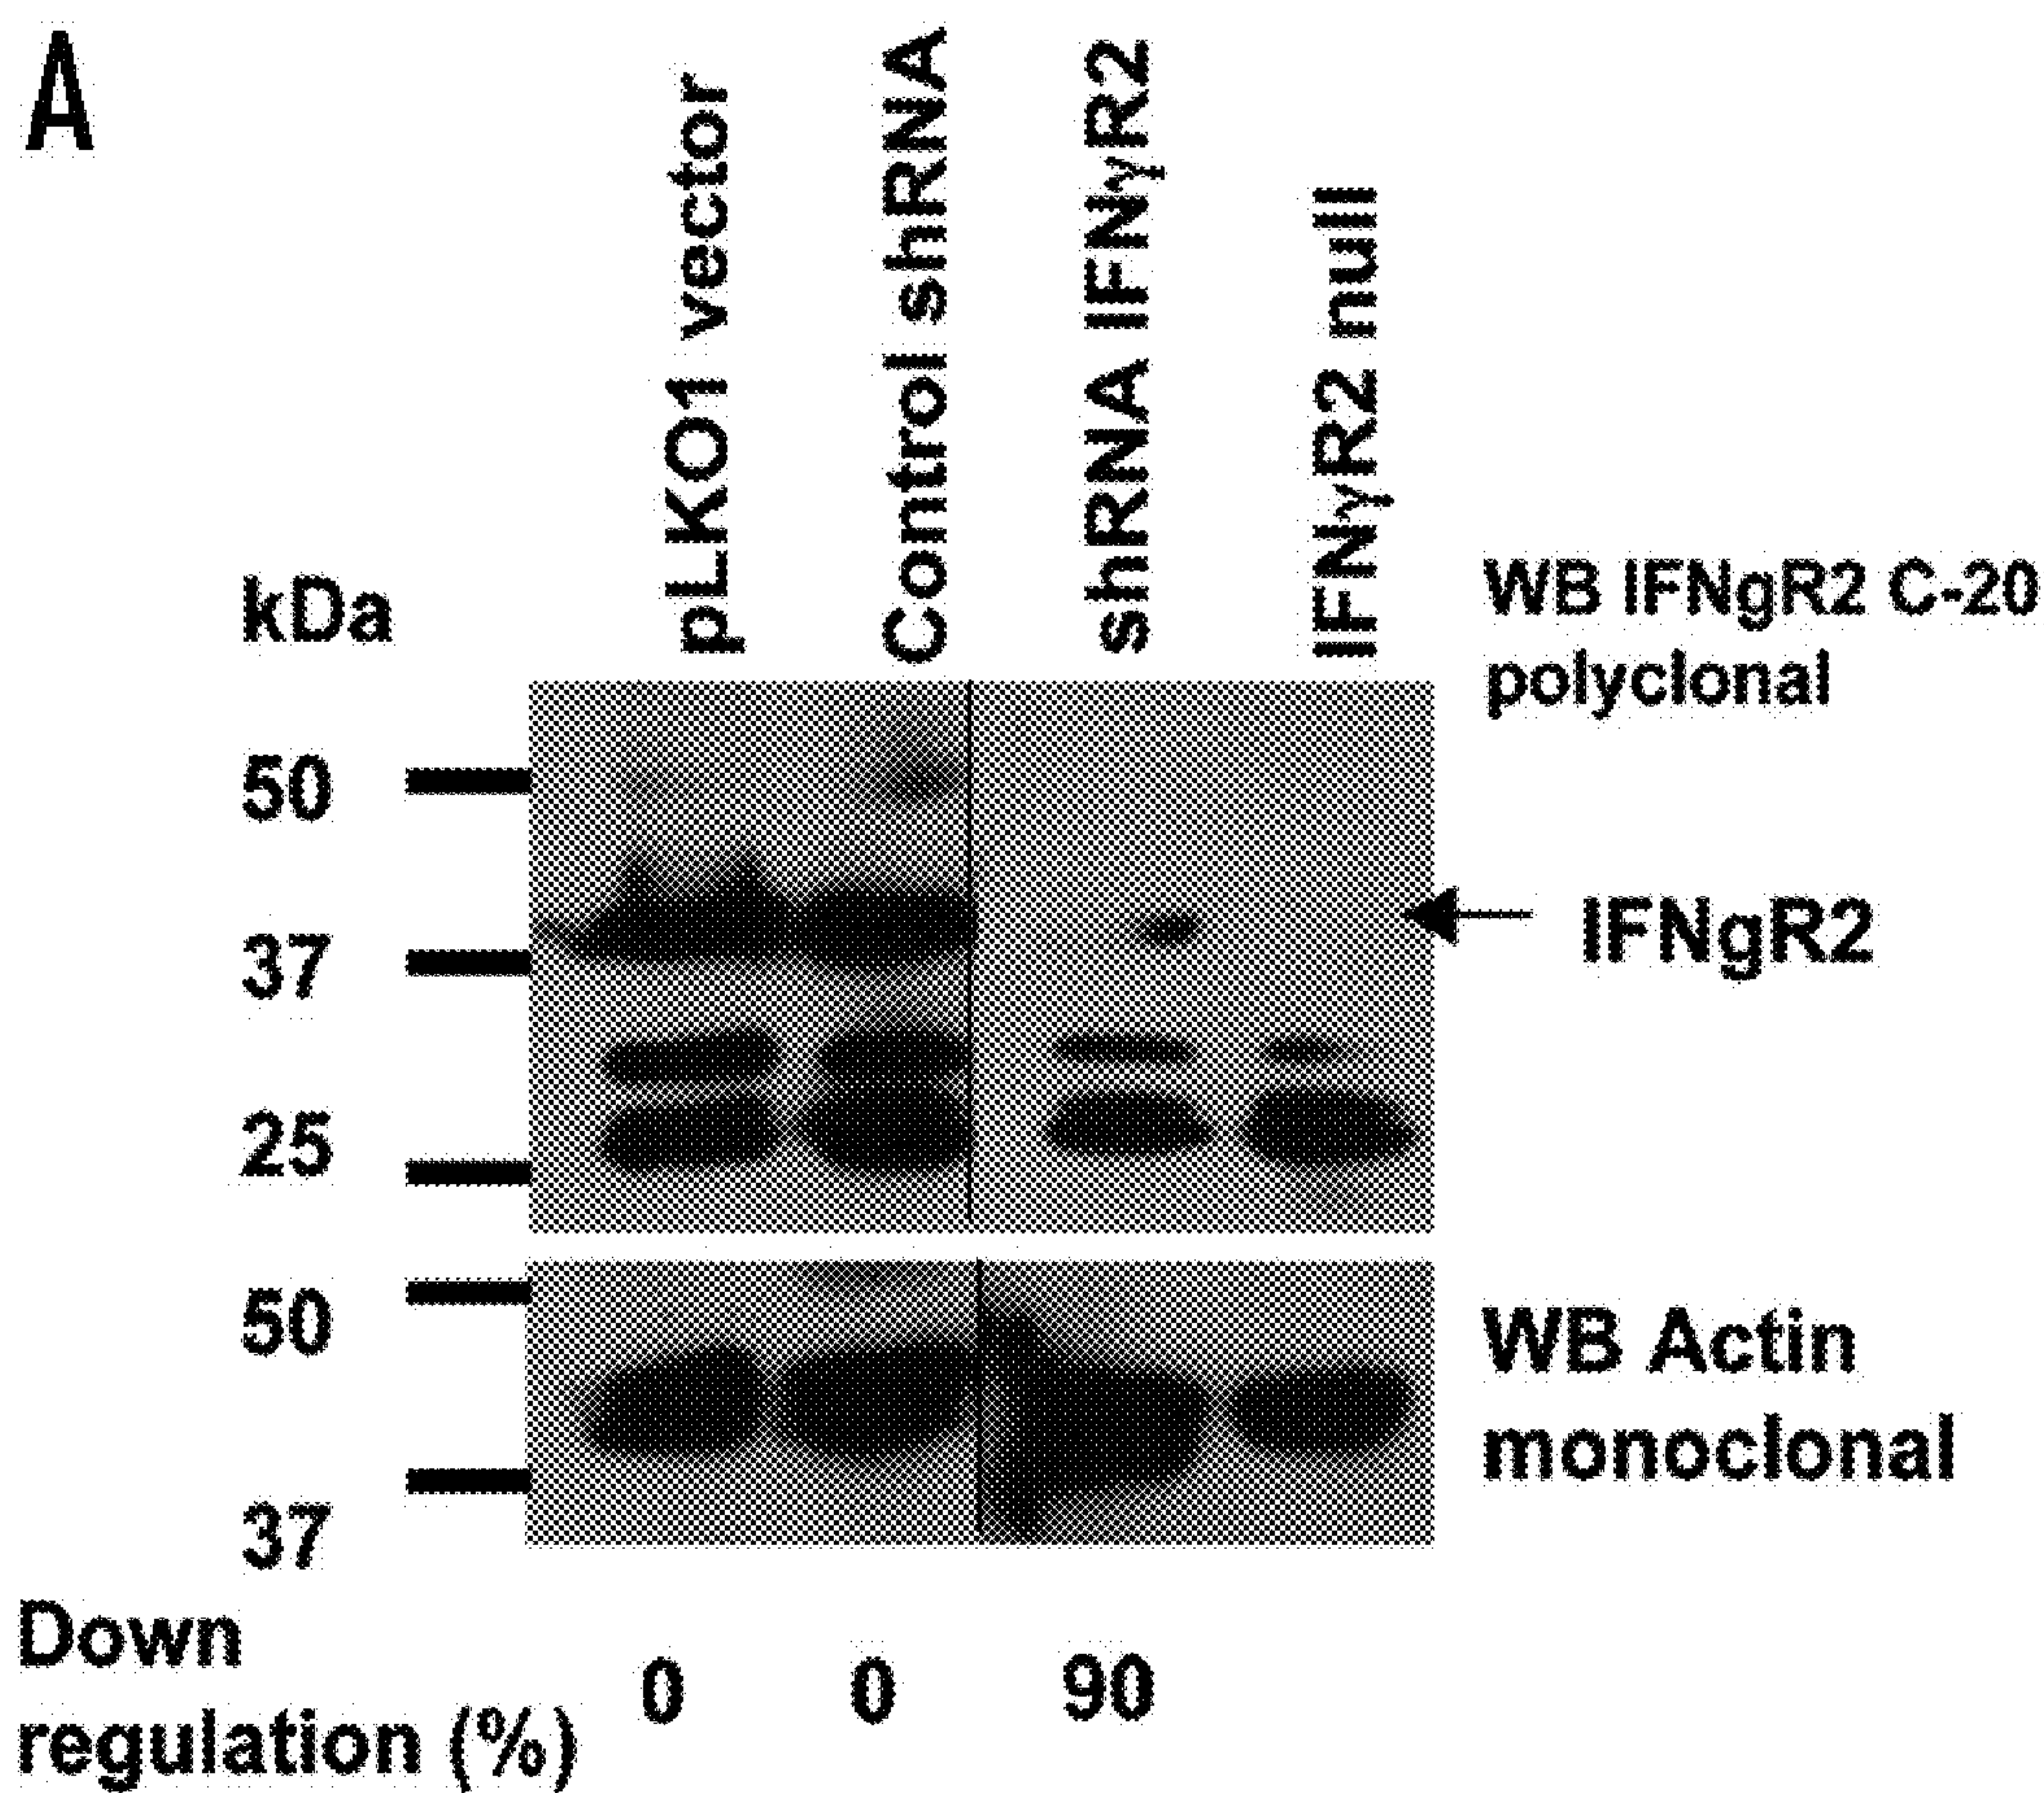 A
pLKO1 vector
Control shRNA
shRNA IFNγR2
IFNγR2 null
kDa
WB IFNgR2 C-20
polyclonal
50
37
25
IFNgR2
50
37
WB Actin
monoclonal
Down
regulation (%)
0
0
90